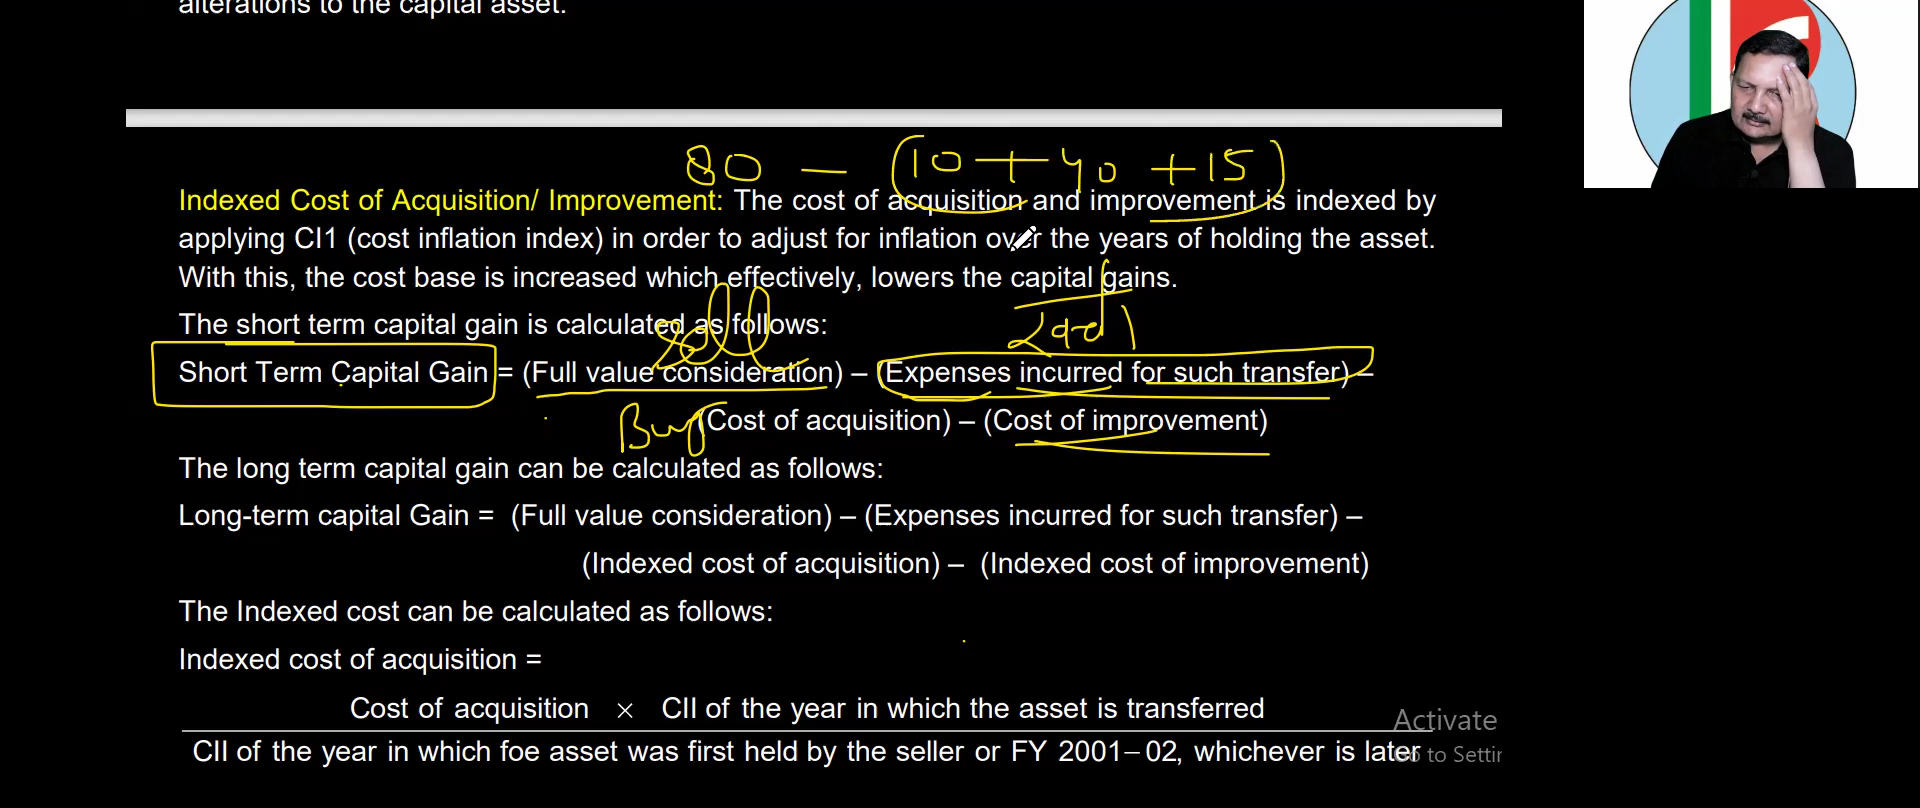 alterations to the capital asset.
80 – (10 + 40 + 15)
Indexed Cost of Acquisition/ Improvement: The cost of acquisition and improvement is indexed by
applying CI1 (cost inflation index) in order to adjust for inflation over the years of holding the asset.
With this, the cost base is increased which effectively, lowers the capital gains.
The short term capital gain is calculated as follows:
Sell
Short Term Capital Gain = (Full value consideration) – (Expenses incurred for such transfer) –
Buy
(Cost of acquisition) – (Cost of improvement)
The long term capital gain can be calculated as follows:
Long-term capital Gain = (Full value consideration) – (Expenses incurred for such transfer) –
(Indexed cost of acquisition) – (Indexed cost of improvement)
The Indexed cost can be calculated as follows:
Indexed cost of acquisition =
Cost of acquisition × CII of the year in which the asset is transferred
CII of the year in which foe asset was first held by the seller or FY 2001–02, whichever is later
Activate
Go to Settin